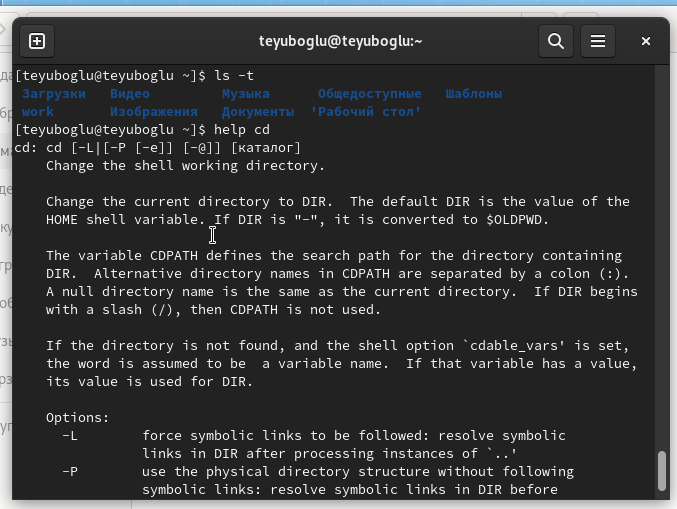 teyuboglu@teyuboglu:~
[teyuboglu@teyuboglu ~]$ ls -t
Загрузки Видео Музыка Общедоступные Шаблоны
work Изображения Документы 'Рабочий стол'
[teyuboglu@teyuboglu ~]$ help cd
cd: cd [-L|[-P [-e]] [-@]] [каталог]
Change the shell working directory.
Change the current directory to DIR. The default DIR is the value of the
HOME shell variable. If DIR is "-", it is converted to $OLDPWD.
The variable CDPATH defines the search path for the directory containing
DIR. Alternative directory names in CDPATH are separated by a colon (:).
A null directory name is the same as the current directory. If DIR begins
with a slash (/), then CDPATH is not used.
If the directory is not found, and the shell option `cdable_vars' is set,
the word is assumed to be a variable name. If that variable has a value,
its value is used for DIR.
Options:
-L force symbolic links to be followed: resolve symbolic
links in DIR after processing instances of `..'
-P use the physical directory structure without following
symbolic links: resolve symbolic links in DIR before